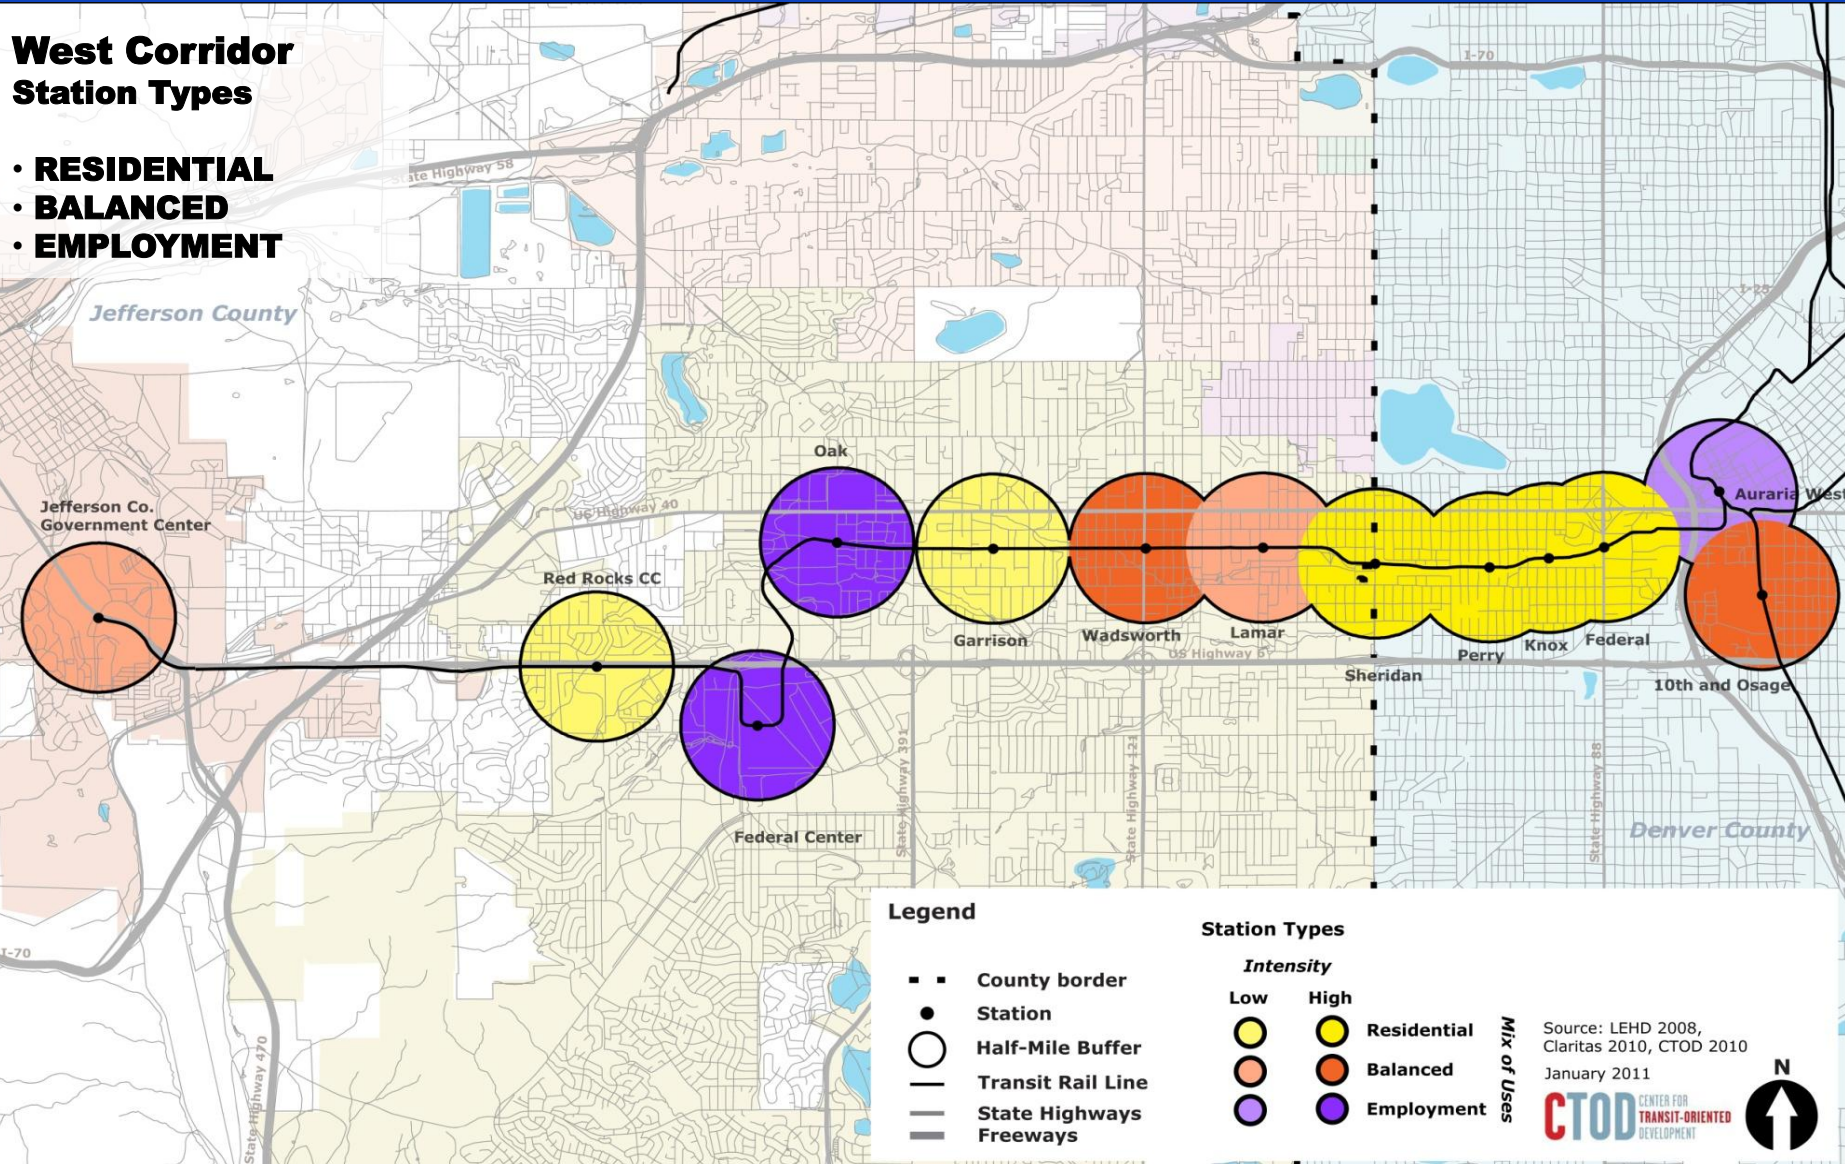 West Corridor
Station Types
• RESIDENTIAL
• BALANCED
• EMPLOYMENT
I-70
State Highway 58
Jefferson County
I-25
Oak
Auraria West
US Highway 40
Jefferson Co.
Government Center
Red Rocks CC
Garrison
Wadsworth
Lamar
US Highway 6
Sheridan
Perry
Knox
Federal
10th and Osage
Federal Center
State Highway 391
State Highway 121
State Highway 88
Denver County
I-70
State Highway 470
Legend
County border
Station
Half-Mile Buffer
Transit Rail Line
State Highways
Freeways
Station Types
Intensity
Low High
Residential
Balanced
Employment
Mix of Uses
Source: LEHD 2008,
Claritas 2010, CTOD 2010
January 2011
CTOD CENTER FOR
TRANSIT-ORIENTED
DEVELOPMENT
N